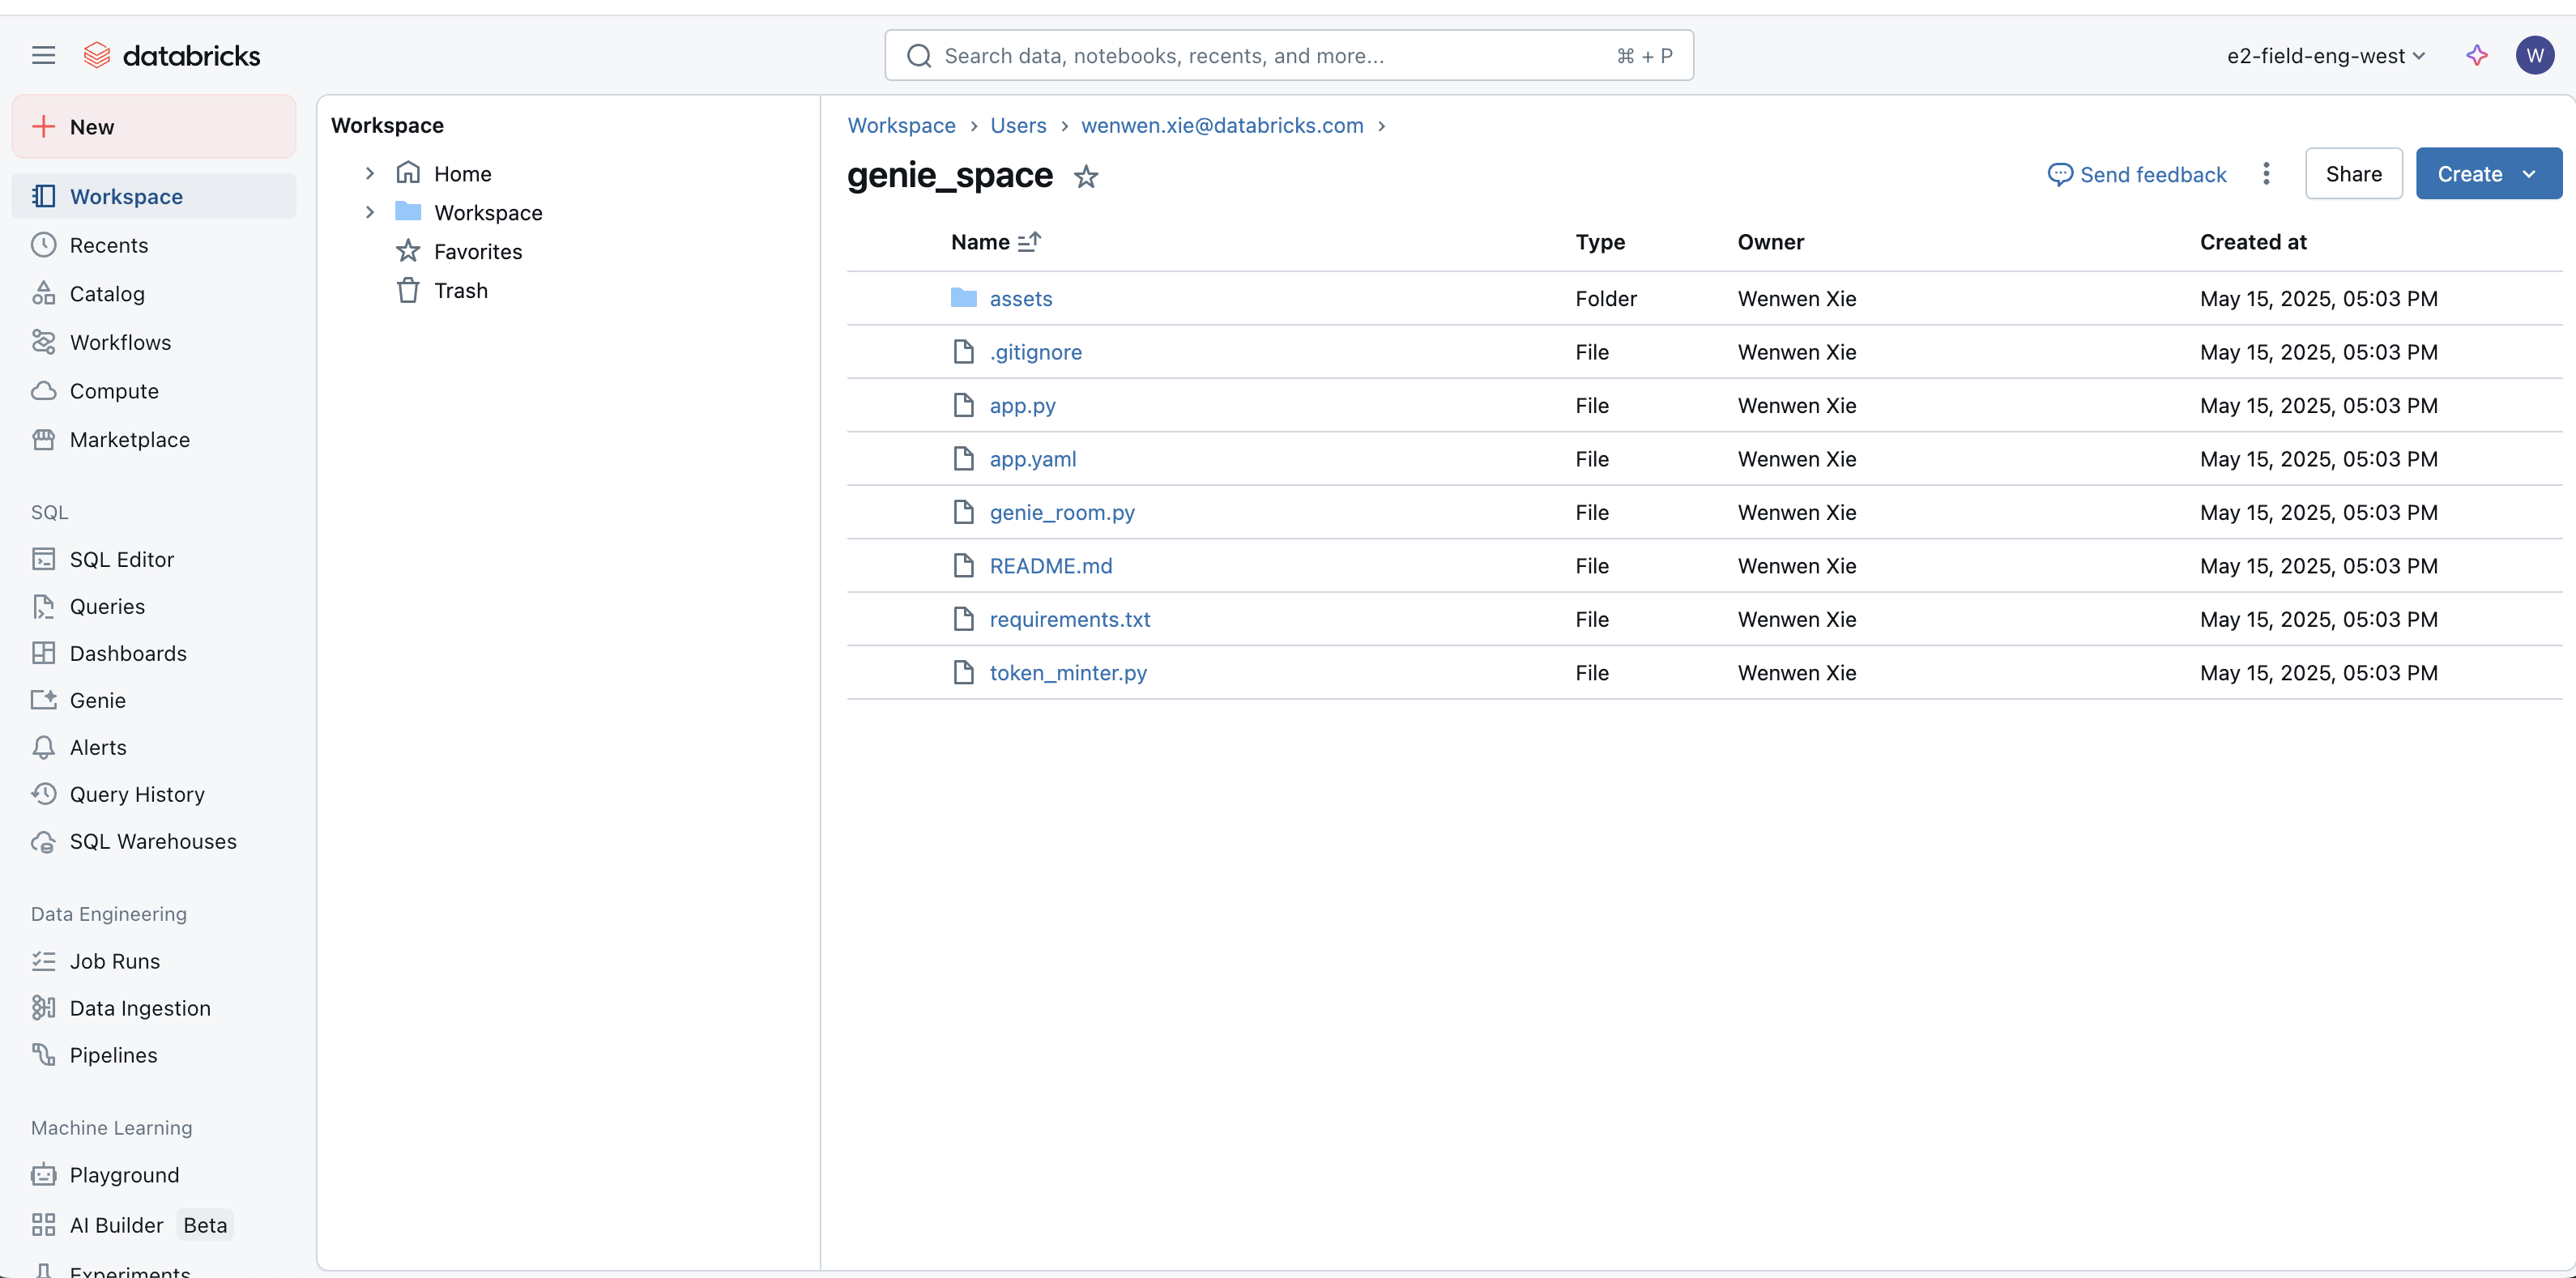 databricks
Search data, notebooks, recents, and more...
⌘ + P
e2-field-eng-west
W
New
Workspace
Recents
Catalog
Workflows
Compute
Marketplace
SQL
SQL Editor
Queries
Dashboards
Genie
Alerts
Query History
SQL Warehouses
Data Engineering
Job Runs
Data Ingestion
Pipelines
Machine Learning
Playground
AI Builder Beta
Experiments
Workspace
Home
Workspace
Favorites
Trash
Workspace > Users > wenwen.xie@databricks.com >
genie_space
Send feedback
Share
Create
Name Type Owner Created at
assets Folder Wenwen Xie May 15, 2025, 05:03 PM
.gitignore File Wenwen Xie May 15, 2025, 05:03 PM
app.py File Wenwen Xie May 15, 2025, 05:03 PM
app.yaml File Wenwen Xie May 15, 2025, 05:03 PM
genie_room.py File Wenwen Xie May 15, 2025, 05:03 PM
README.md File Wenwen Xie May 15, 2025, 05:03 PM
requirements.txt File Wenwen Xie May 15, 2025, 05:03 PM
token_minter.py File Wenwen Xie May 15, 2025, 05:03 PM